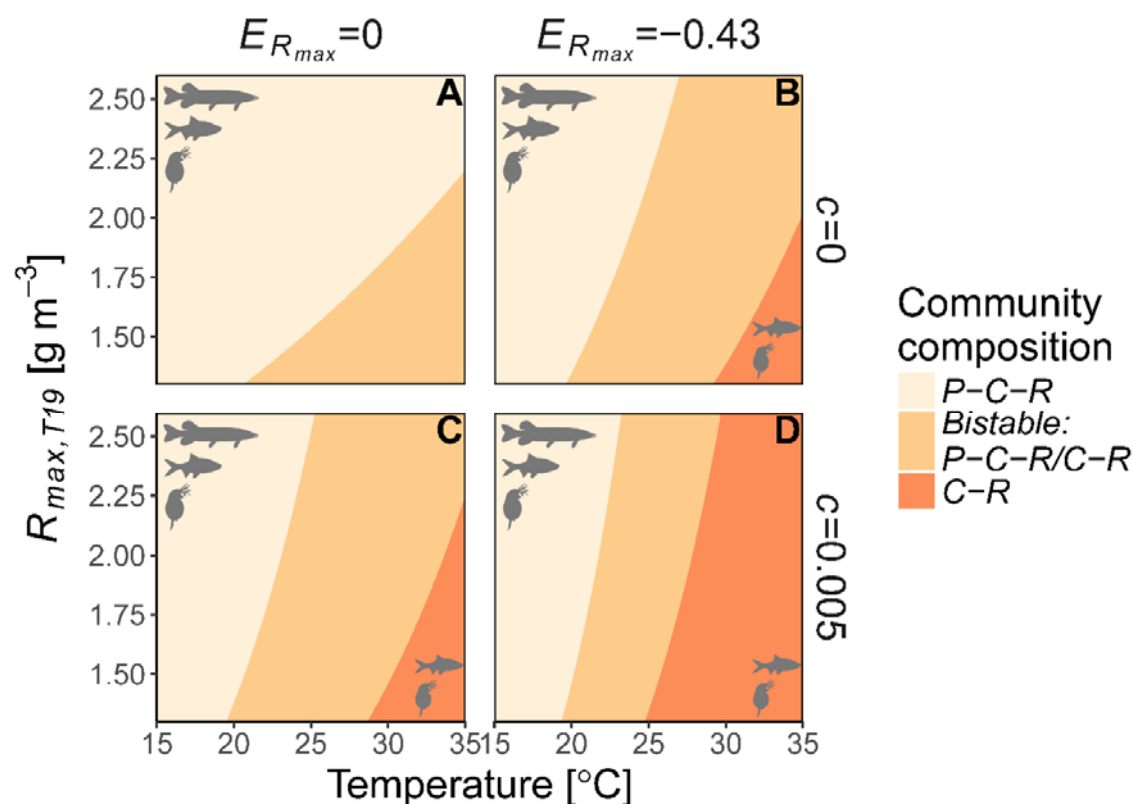 E_Rmax=0
E_Rmax=−0.43
A
B
2.50
2.25
2.00
1.75
1.50
c=0
C
D
2.50
2.25
2.00
1.75
1.50
c=0.005
R_max,T19 [g m⁻³]
15 20 25 30 35
15 20 25 30 35
Temperature [°C]
Community
composition
P−C−R
Bistable:
P−C−R/C−R
C−R